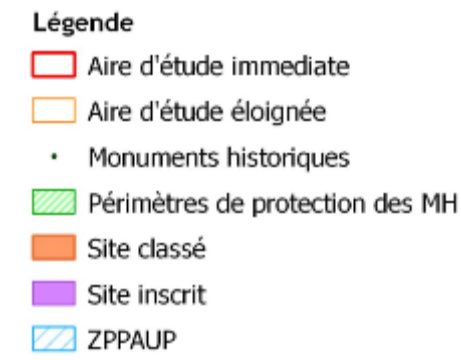 Légende
Aire d'étude immediate
Aire d'étude éloignée
Monuments historiques
Périmètres de protection des MH
Site classé
Site inscrit
ZPPAUP